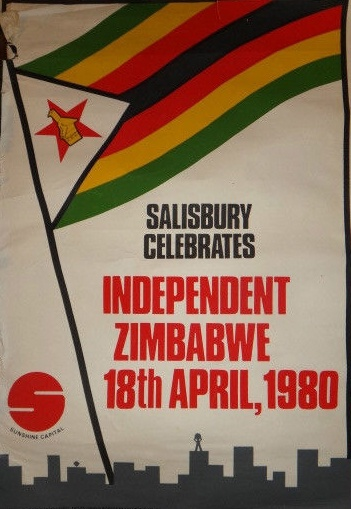 SALISBURY
CELEBRATES
INDEPENDENT
ZIMBABWE
18th APRIL, 1980
S
SUNSHINE CAPITAL